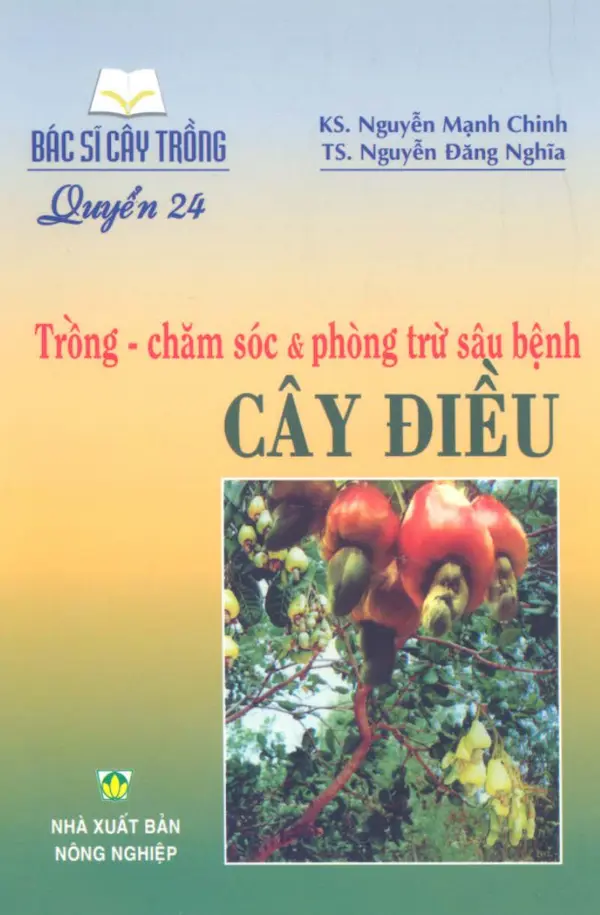 BÁC SĨ CÂY TRỒNG
Quyển 24
KS. Nguyễn Mạnh Chinh
TS. Nguyễn Đăng Nghĩa
Trồng - chăm sóc & phòng trừ sâu bệnh
CÂY ĐIỀU
NHÀ XUẤT BẢN
NÔNG NGHIỆP